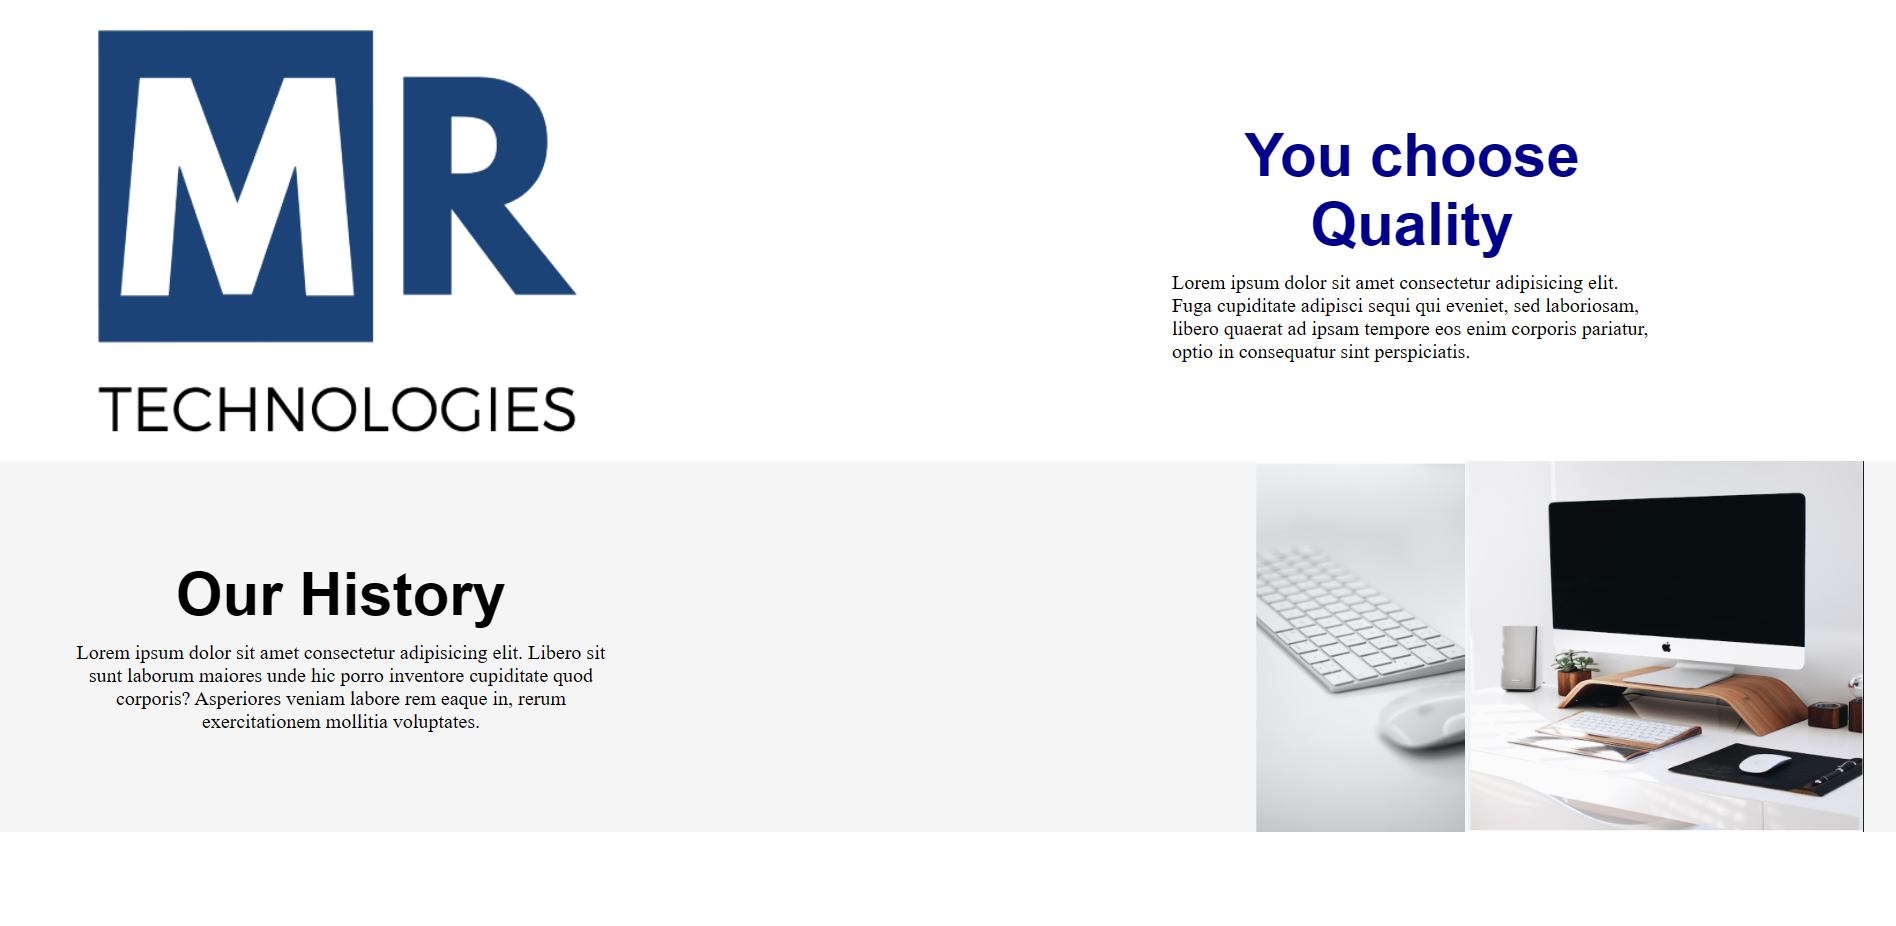 MR
TECHNOLOGIES
You choose
Quality
Lorem ipsum dolor sit amet consectetur adipisicing elit.
Fuga cupiditate adipisci sequi qui eveniet, sed laboriosam,
libero quaerat ad ipsam tempore eos enim corporis pariatur,
optio in consequatur sint perspiciatis.
Our History
Lorem ipsum dolor sit amet consectetur adipisicing elit. Libero sit
sunt laborum maiores unde hic porro inventore cupiditate quod
corporis? Asperiores veniam labore rem eaque in, rerum
exercitationem mollitia voluptates.